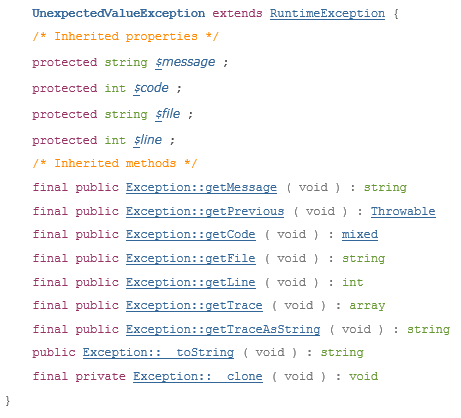 UnexpectedValueException extends RuntimeException {
/* Inherited properties */
protected string $message ;
protected int $code ;
protected string $file ;
protected int $line ;
/* Inherited methods */
final public Exception::getMessage ( void ) : string
final public Exception::getPrevious ( void ) : Throwable
final public Exception::getCode ( void ) : mixed
final public Exception::getFile ( void ) : string
final public Exception::getLine ( void ) : int
final public Exception::getTrace ( void ) : array
final public Exception::getTraceAsString ( void ) : string
public Exception::__toString ( void ) : string
final private Exception::__clone ( void ) : void
}